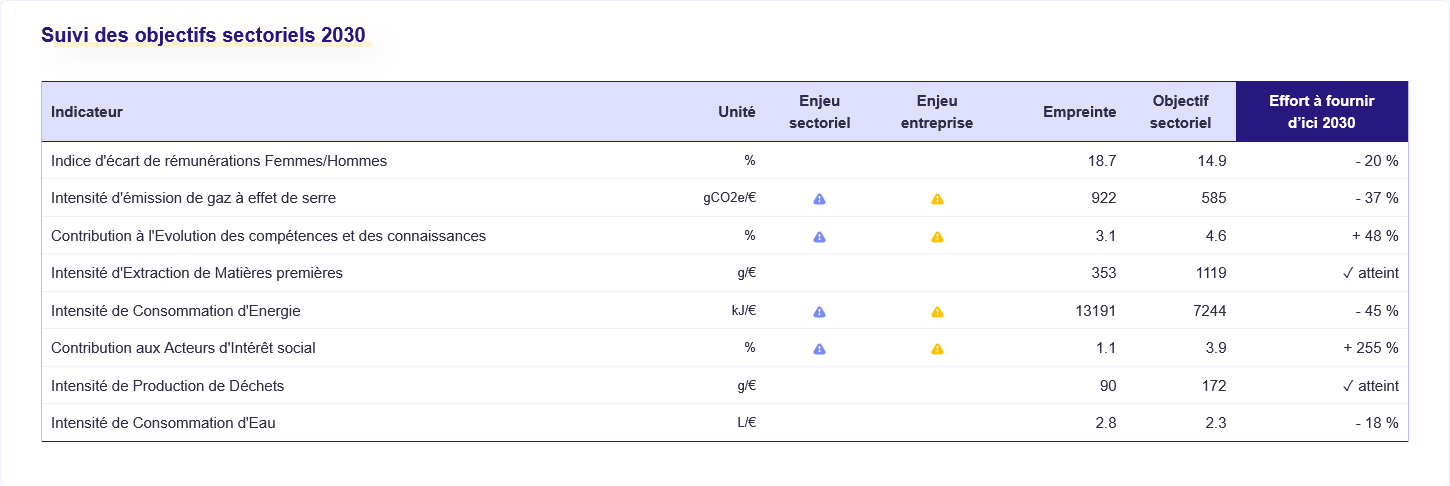 Suivi des objectifs sectoriels 2030
Indicateur Unité Enjeu sectoriel Enjeu entreprise Empreinte Objectif sectoriel Effort à fournir d’ici 2030
Indice d'écart de rémunérations Femmes/Hommes % 18.7 14.9 - 20 %
Intensité d'émission de gaz à effet de serre gCO2e/€ 922 585 - 37 %
Contribution à l'Evolution des compétences et des connaissances % 3.1 4.6 + 48 %
Intensité d'Extraction de Matières premières g/€ 353 1119 ✓ atteint
Intensité de Consommation d'Energie kJ/€ 13191 7244 - 45 %
Contribution aux Acteurs d'Intérêt social % 1.1 3.9 + 255 %
Intensité de Production de Déchets g/€ 90 172 ✓ atteint
Intensité de Consommation d'Eau L/€ 2.8 2.3 - 18 %